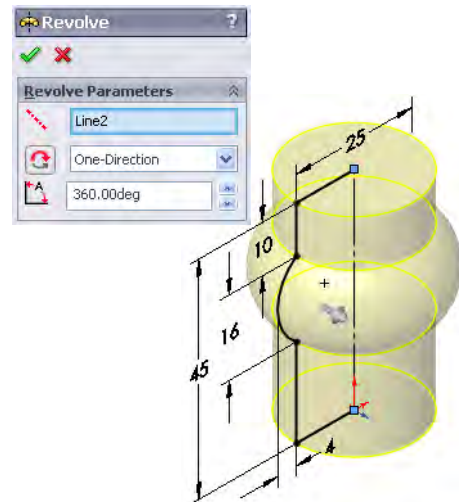 Revolve ?
Revolve Parameters
Line2
One-Direction
A
360.00deg
25
10
16
45
4